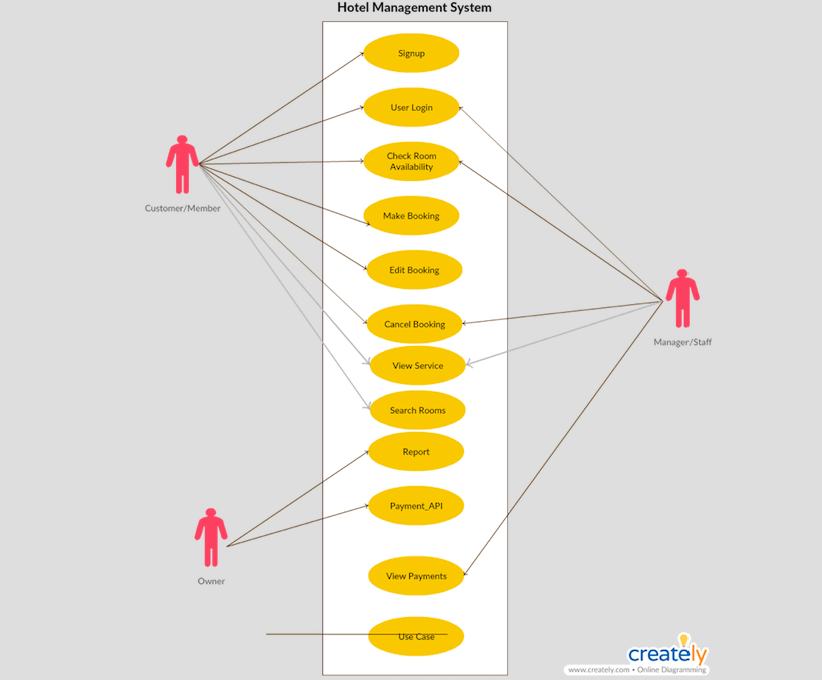 Hotel Management System
Signup
User Login
Check Room
Availability
Customer/Member
Make Booking
Edit Booking
Cancel Booking
Manager/Staff
View Service
Search Rooms
Report
Payment_API
Owner
View Payments
Use Case
creately
www.creately.com • Online Diagramming